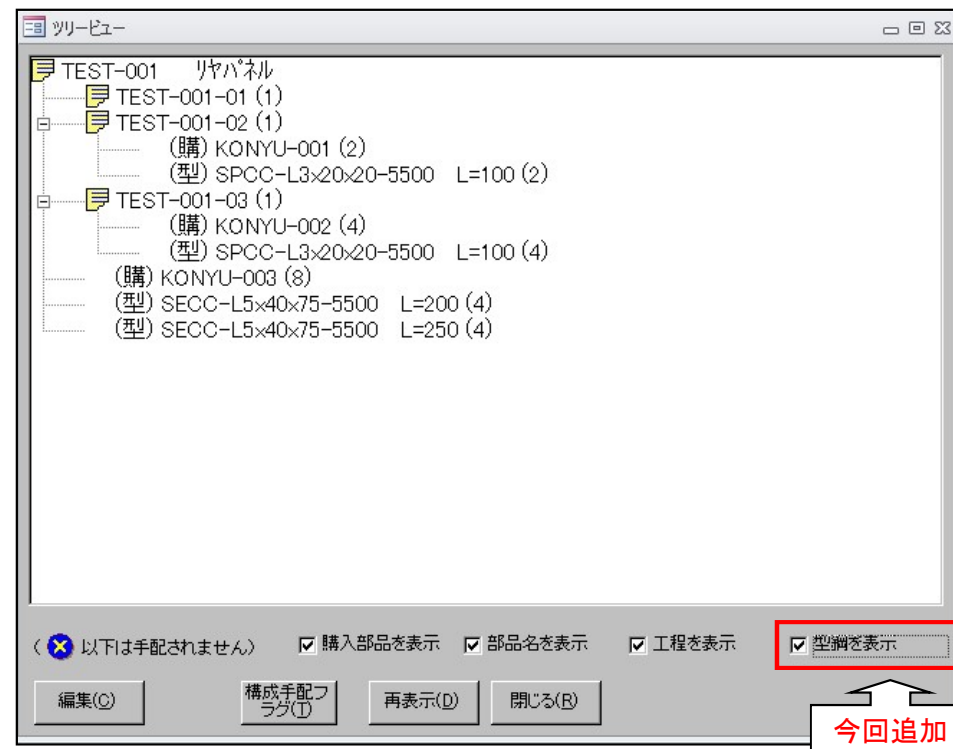 ツリービュー
TEST-001 リヤパネル
TEST-001-01 (1)
TEST-001-02 (1)
(購) KONYU-001 (2)
(型) SPCC-L3x20x20-5500 L=100 (2)
TEST-001-03 (1)
(購) KONYU-002 (4)
(型) SPCC-L3x20x20-5500 L=100 (4)
(購) KONYU-003 (8)
(型) SECC-L5x40x75-5500 L=200 (4)
(型) SECC-L5x40x75-5500 L=250 (4)
( 以下は手配されません) 購入部品を表示 部品名を表示 工程を表示 型鋼を表示
編集(C) 構成手配フ
ラグ(T) 再表示(D) 閉じる(R)
今回追加